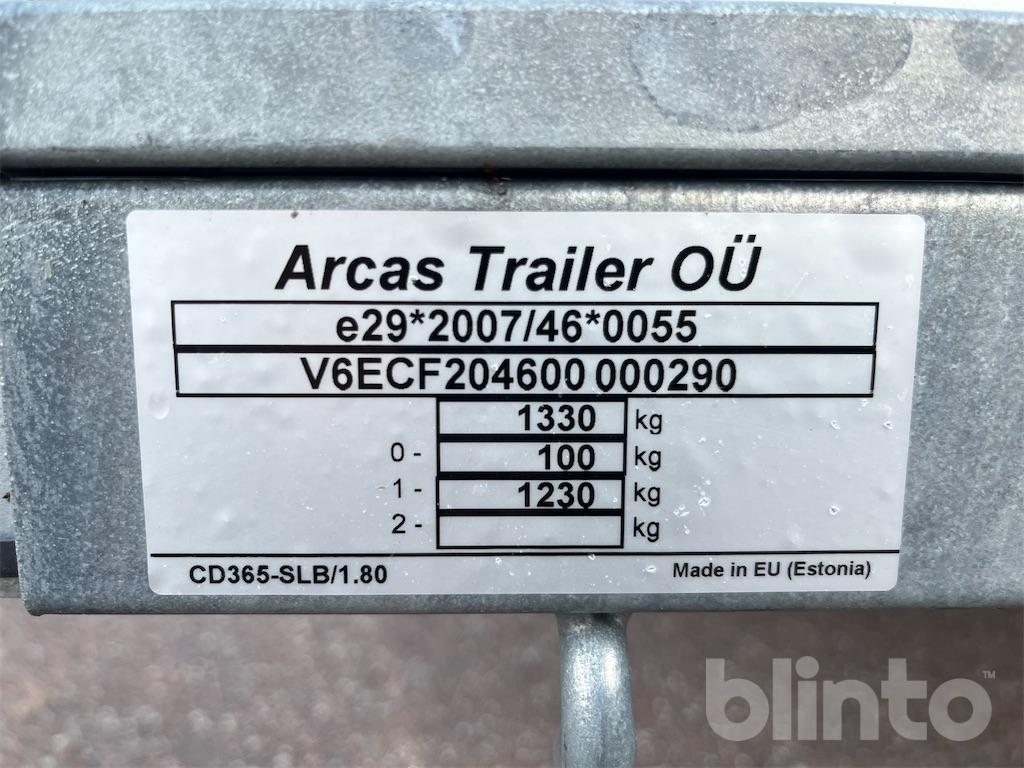 Arcas Trailer OÜ
e29*2007/46*0055
V6ECF204600 000290
1330 kg
0 - 100 kg
1 - 1230 kg
2 - kg
CD365-SLB/1.80 Made in EU (Estonia)
blinto™